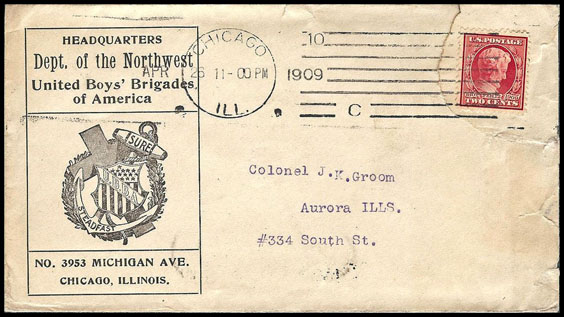 HEADQUARTERS
Dept. of the Northwest
United Boys' Brigades
of America
SURE
STEADFAST
NO. 3953 MICHIGAN AVE.
CHICAGO, ILLINOIS.
CHICAGO
APR 26 11-00 PM
ILL.
10
1909
C
U.S. POSTAGE
TWO CENTS
Colonel J.K.Groom
Aurora ILLS.
#334 South St.